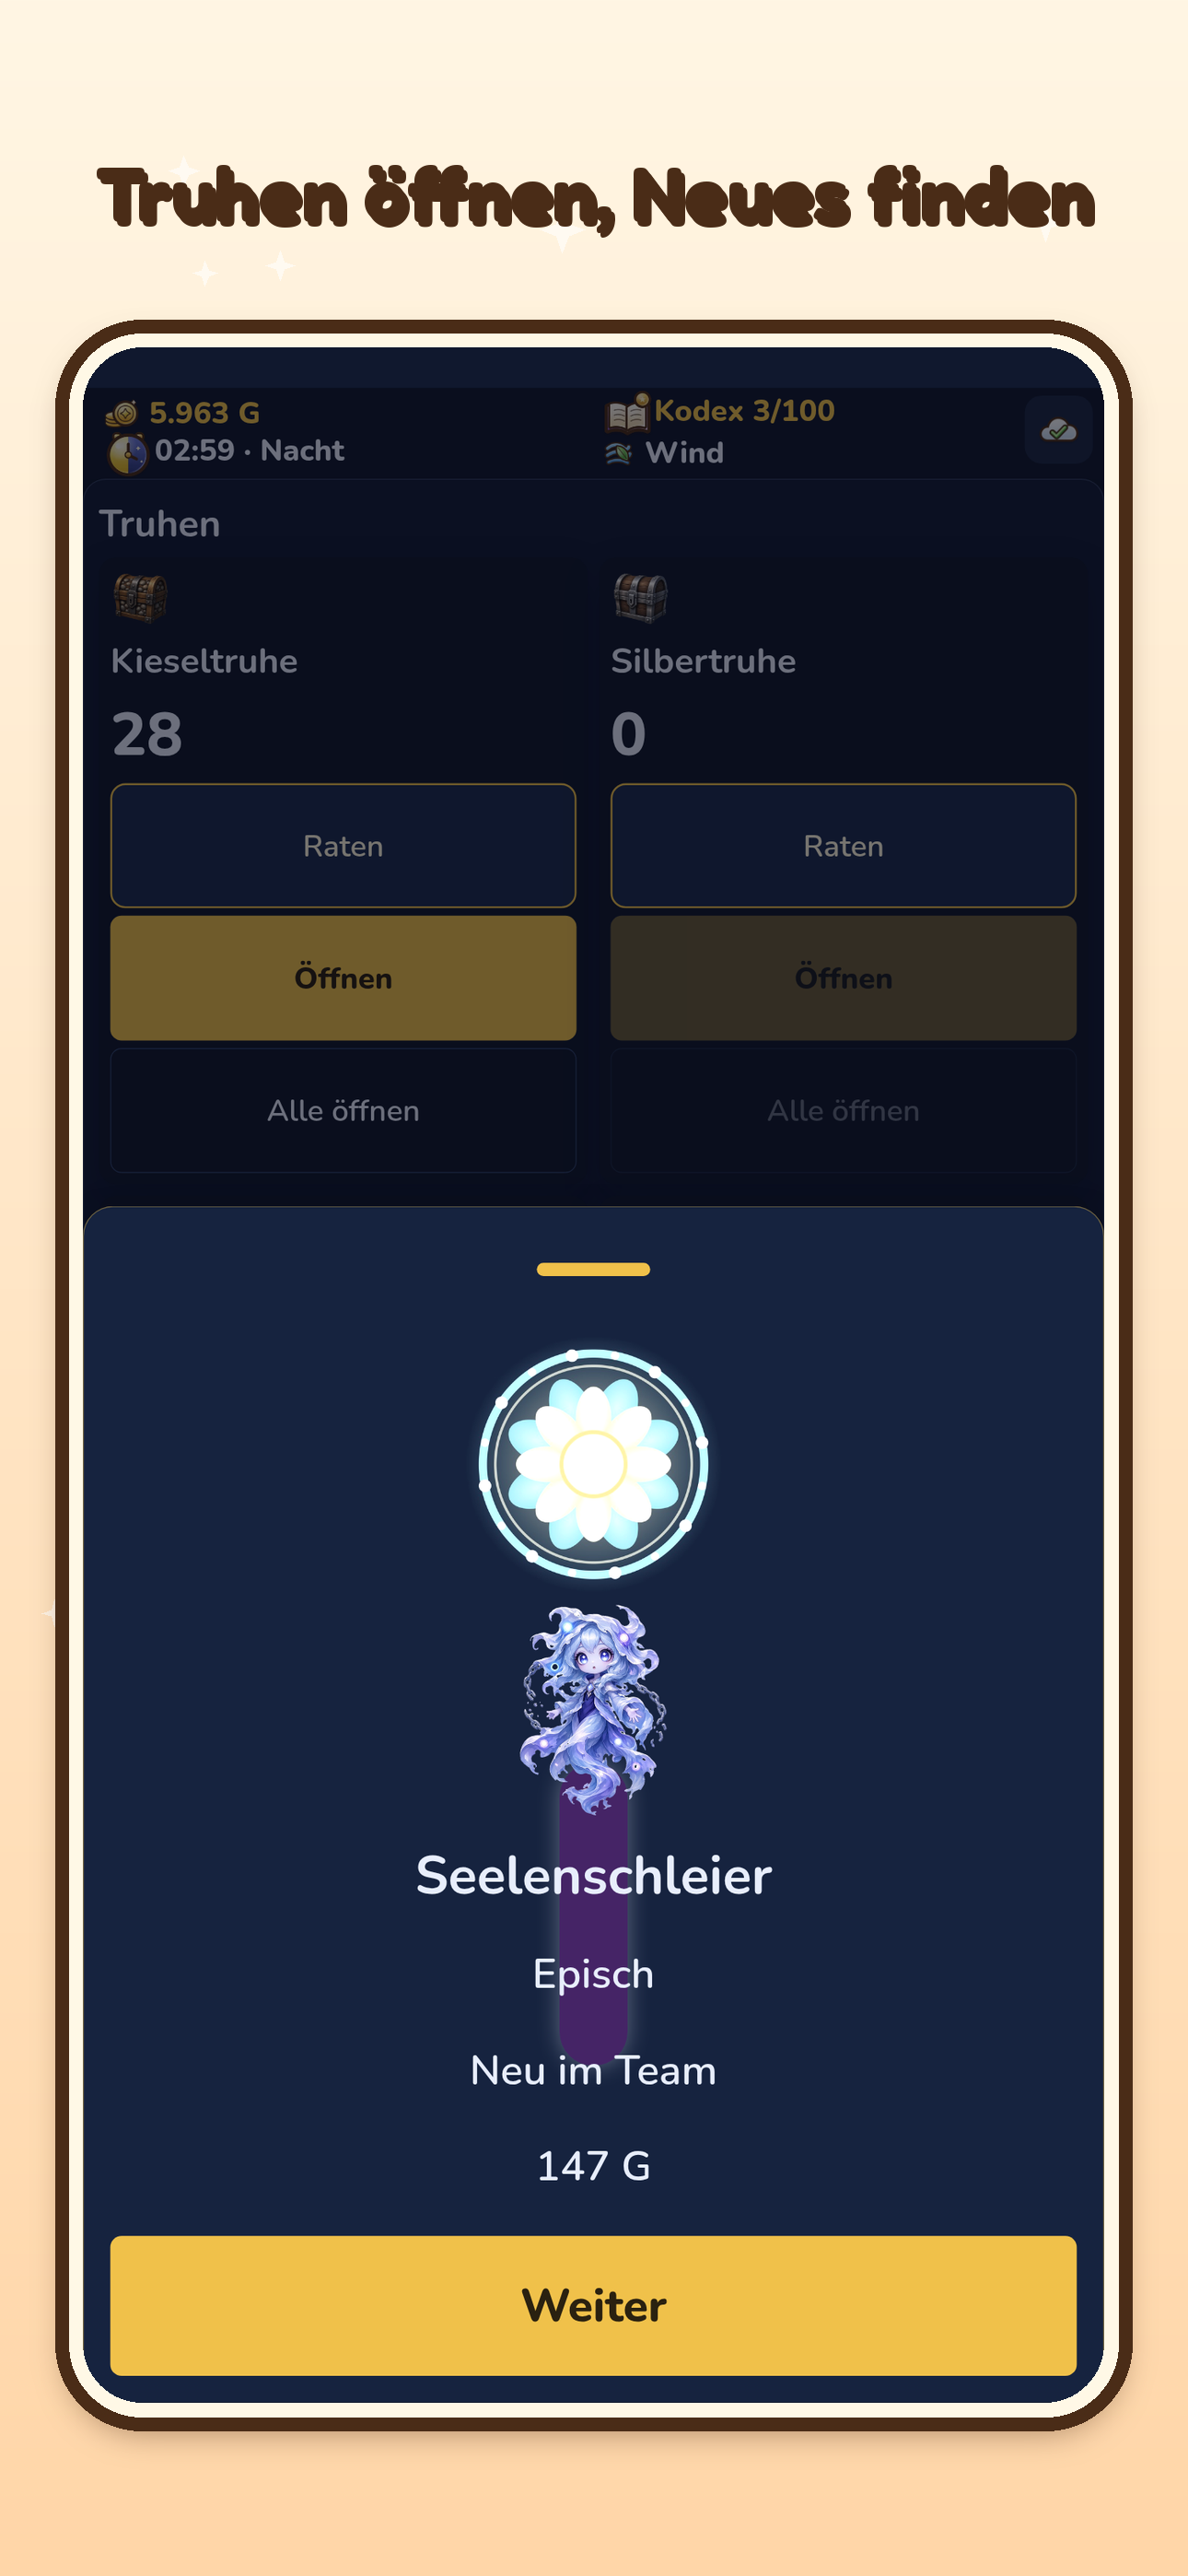 Truhen öffnen, Neues finden
5.963 G
Kodex 3/100
02:59 · Nacht
Wind
Truhen
Kieseltruhe
Silbertruhe
28
0
Raten
Raten
Öffnen
Öffnen
Alle öffnen
Alle öffnen
Seelenschleier
Episch
Neu im Team
147 G
Weiter